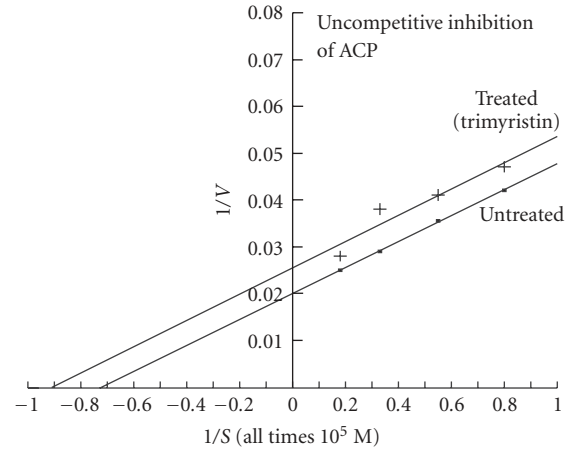 0.08
Uncompetitive inhibition
of ACP
0.07
0.06
Treated
(trimyristin)
0.05
1/V
0.04
Untreated
0.03
0.02
0.01
−1 −0.8 −0.6 −0.4 −0.2 0 0.2 0.4 0.6 0.8 1
1/S (all times 10⁵ M)